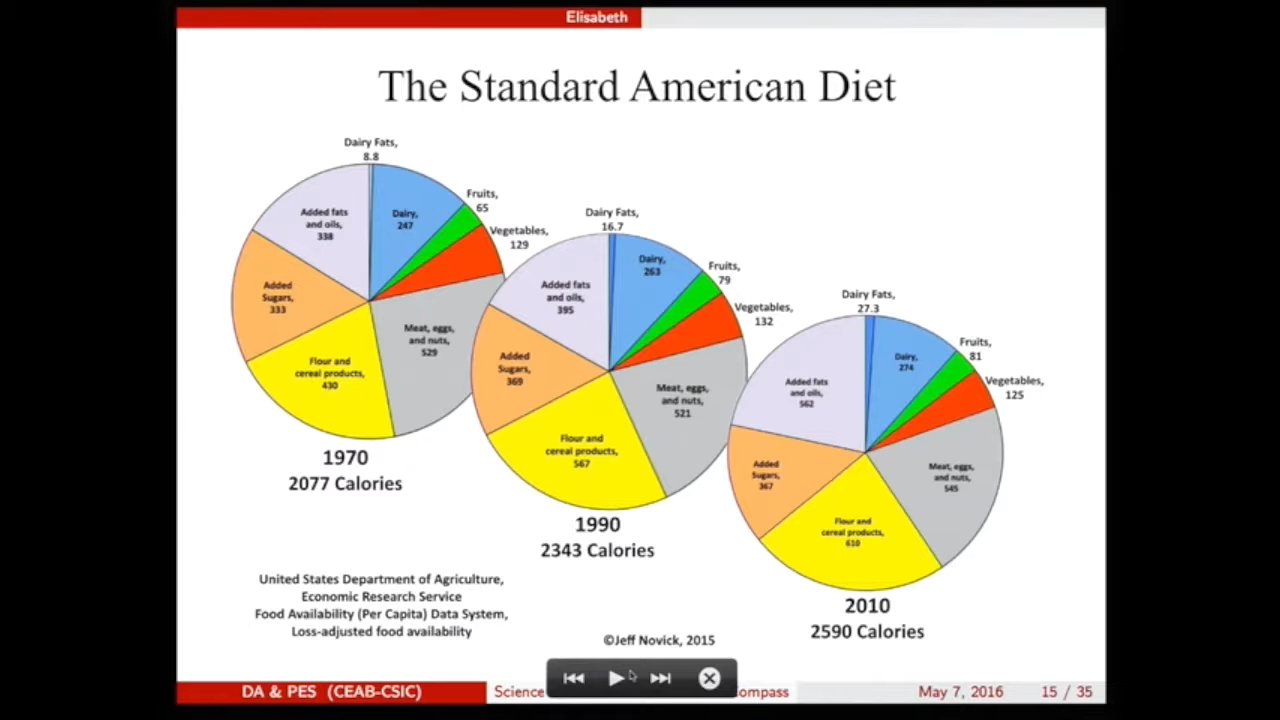 Elisabeth
The Standard American Diet
Dairy Fats,
8.8
Dairy,
247
Fruits,
65
Vegetables,
129
Meat, eggs,
and nuts,
529
Flour and
cereal products,
430
Added
Sugars,
333
Added fats
and oils,
338
1970
2077 Calories
Dairy Fats,
16.7
Dairy,
263
Fruits,
79
Vegetables,
132
Meat, eggs,
and nuts,
521
Flour and
cereal products,
567
Added
Sugars,
369
Added fats
and oils,
395
1990
2343 Calories
Dairy Fats,
27.3
Dairy,
274
Fruits,
81
Vegetables,
125
Meat, eggs,
and nuts,
545
Flour and
cereal products,
610
Added
Sugars,
367
Added fats
and oils,
562
2010
2590 Calories
United States Department of Agriculture,
Economic Research Service
Food Availability (Per Capita) Data System,
Loss-adjusted food availability
©Jeff Novick, 2015
DA & PES (CEAB-CSIC)
Science
May 7, 2016
15 / 35